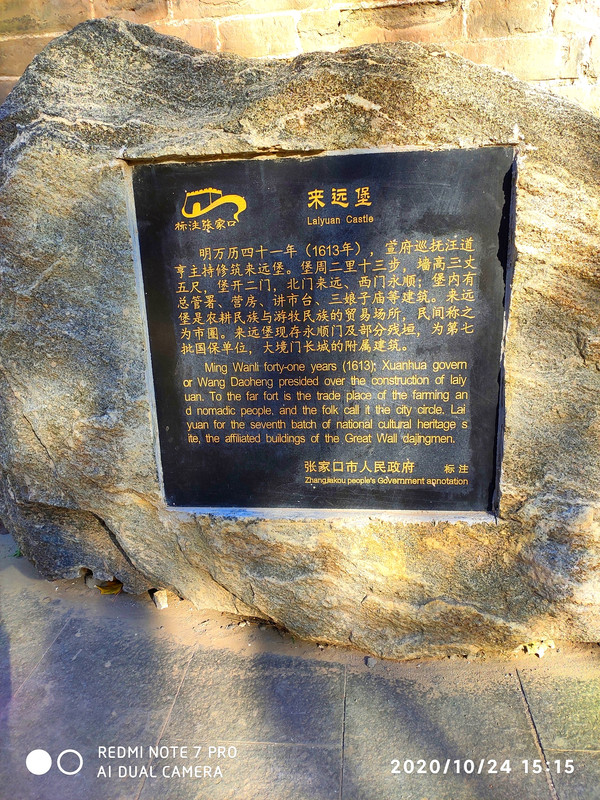 来远堡
Laiyuan Castle
标注张家口
明万历四十一年（1613年），宣府巡抚汪道
亨主持修筑来远堡。堡周二里十三步，墙高三丈
五尺，堡开二门，北门来远、西门永顺；堡内有
总管署、营房、讲市台、三娘子庙等建筑。来远
堡是农耕民族与游牧民族的贸易场所，民间称之
为市圈。来远堡现存永顺门及部分残垣，为第七
批国保单位，大境门长城的附属建筑。
Ming Wanli forty-one years (1613); Xuanhua govern
or Wang Daoheng presided over the construction of laiy
uan. To the far fort is the trade place of the farming an
d nomadic people, and the folk call it the city circle. Lai
yuan for the seventh batch of national cultural heritage s
ite, the affiliated buildings of the Great Wall dajingmen.
张家口市人民政府 标注
Zhangjiakou people's Government annotation
REDMI NOTE 7 PRO
AI DUAL CAMERA
2020/10/24 15:15